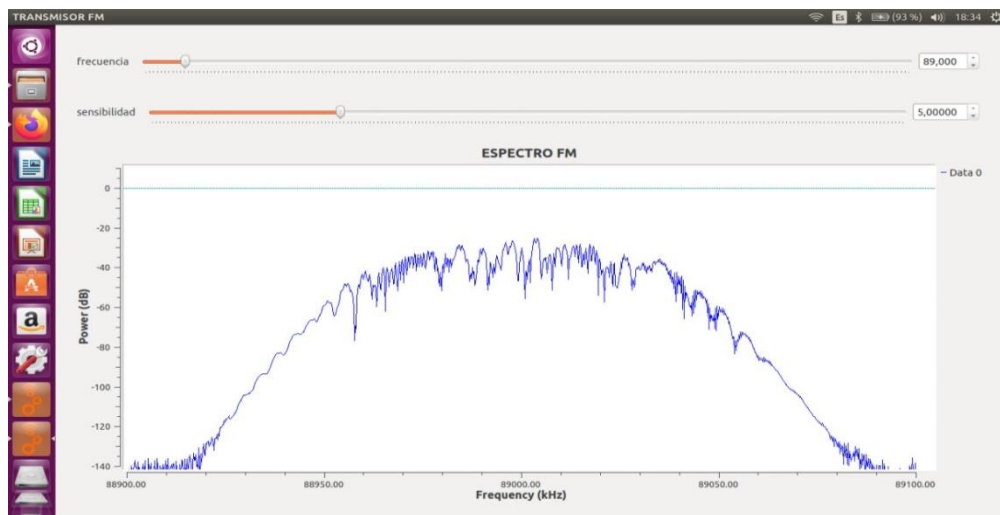 TRANSMISOR FM
Es (93 %) 18:34
frecuencia 89,000
sensibilidad 5,00000
ESPECTRO FM
Data 0
0
-20
-40
-60
-80
-100
-120
-140
Power (dB)
88900.00 88950.00 89000.00 89050.00 89100.00
Frequency (kHz)
a